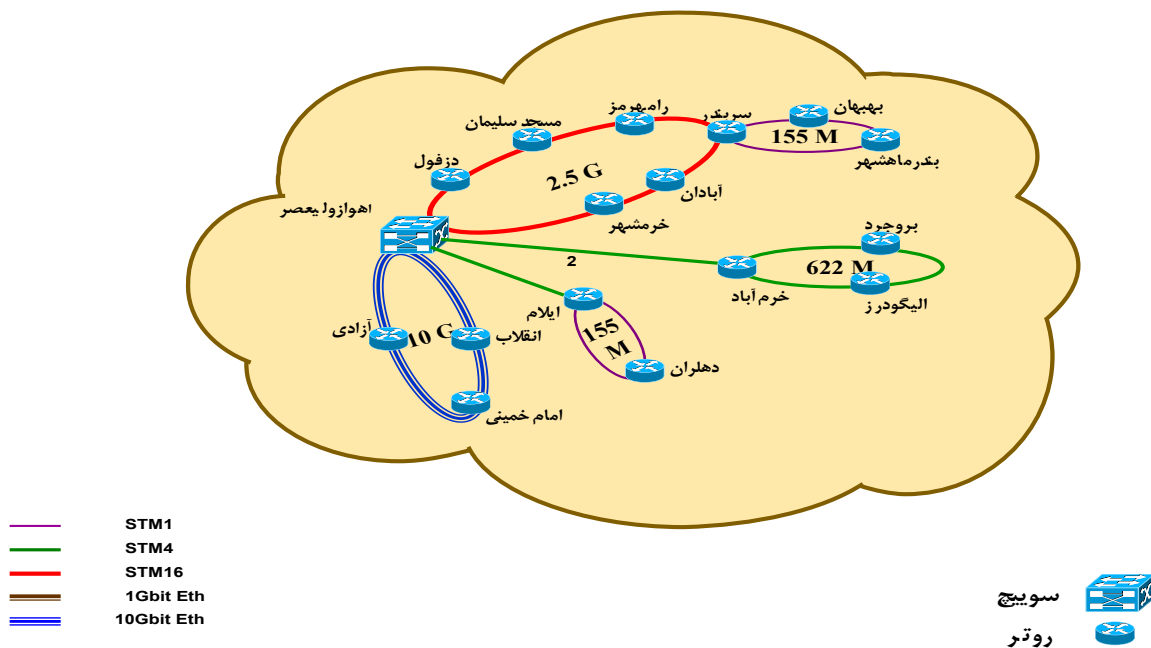 بهبهان
رامهرمز
سربندر
مسجد سلیمان
155 M
بندرماهشهر
دزفول
2.5 G
آبادان
اهوازولیعصر
خرمشهر
بروجرد
2
622 M
خرم آباد
الیگودرز
ایلام
آزادی
10 G
انقلاب
155 M
دهلران
امام خمینی
STM1
STM4
STM16
1Gbit Eth
10Gbit Eth
سوییچ
روتر